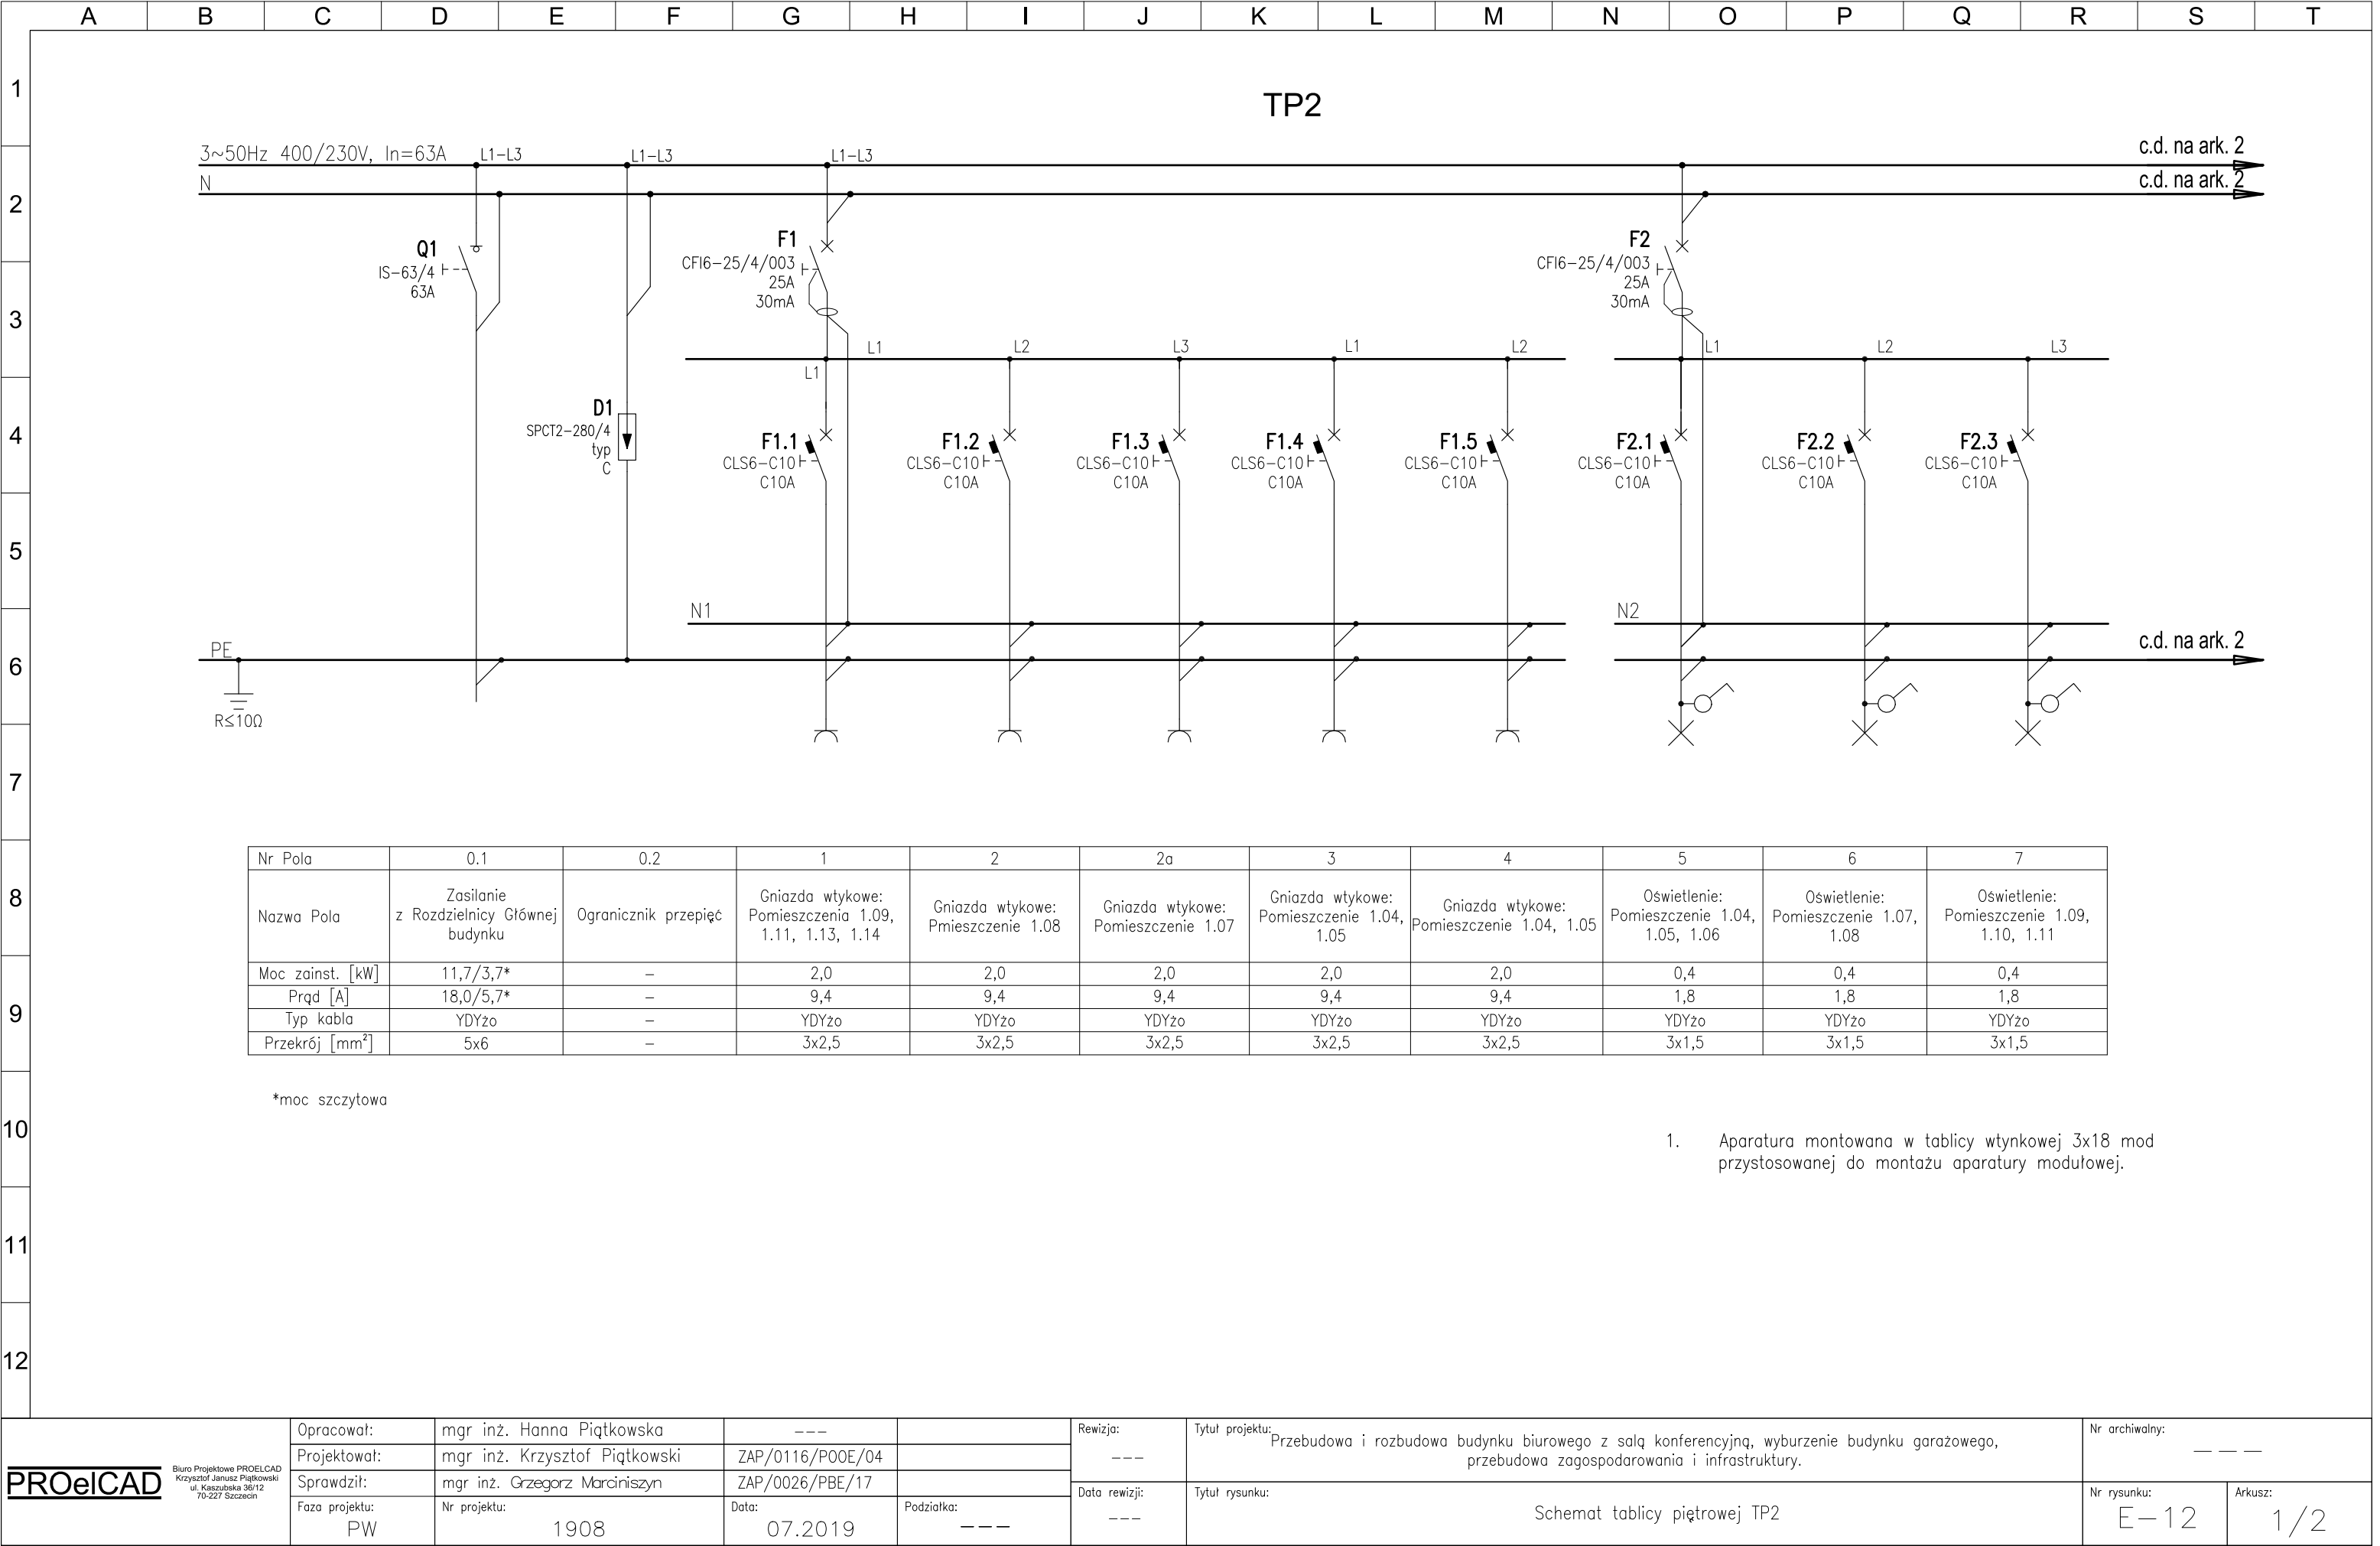 A B C D E F G H I J K L M N O P Q R S T
1
2
3
4
5
6
7
8
9
10
11
12
TP2
3~50Hz 400/230V, In=63A
L1-L3
L1-L3
L1-L3
c.d. na ark. 2
N
c.d. na ark. 2
Q1
IS-63/4
63A
D1
SPCT2-280/4
typ
C
F1
CFI6-25/4/003
25A
30mA
F2
CFI6-25/4/003
25A
30mA
L1
L2
L3
L1
L2
L1
L1
L2
L3
F1.1
CLS6-C10
C10A
F1.2
CLS6-C10
C10A
F1.3
CLS6-C10
C10A
F1.4
CLS6-C10
C10A
F1.5
CLS6-C10
C10A
F2.1
CLS6-C10
C10A
F2.2
CLS6-C10
C10A
F2.3
CLS6-C10
C10A
N1
N2
PE
c.d. na ark. 2
R≤10Ω
Nr Pola 0.1 0.2 1 2 2a 3 4 5 6 7
Nazwa Pola
Zasilanie
z Rozdzielnicy Głównej
budynku
Ogranicznik przepięć
Gniazda wtykowe:
Pomieszczenia 1.09,
1.11, 1.13, 1.14
Gniazda wtykowe:
Pmieszczenie 1.08
Gniazda wtykowe:
Pomieszczenie 1.07
Gniazda wtykowe:
Pomieszczenie 1.04,
1.05
Gniazda wtykowe:
Pomieszczenie 1.04, 1.05
Oświetlenie:
Pomieszczenie 1.04,
1.05, 1.06
Oświetlenie:
Pomieszczenie 1.07,
1.08
Oświetlenie:
Pomieszczenie 1.09,
1.10, 1.11
Moc zainst. [kW] 11,7/3,7* - 2,0 2,0 2,0 2,0 2,0 0,4 0,4 0,4
Prąd [A] 18,0/5,7* - 9,4 9,4 9,4 9,4 9,4 1,8 1,8 1,8
Typ kabla YDYżo - YDYżo YDYżo YDYżo YDYżo YDYżo YDYżo YDYżo YDYżo
Przekrój [mm²] 5x6 - 3x2,5 3x2,5 3x2,5 3x2,5 3x2,5 3x1,5 3x1,5 3x1,5
*moc szczytowa
1. Aparatura montowana w tablicy wtynkowej 3x18 mod
przystosowanej do montażu aparatury modułowej.
PROelCAD
Biuro Projektowe PROELCAD
Krzysztof Janusz Piątkowski
ul. Kaszubska 36/12
70-227 Szczecin
Opracował: mgr inż. Hanna Piątkowska ---
Projektował: mgr inż. Krzysztof Piątkowski ZAP/0116/POOE/04
Sprawdził: mgr inż. Grzegorz Marciniszyn ZAP/0026/PBE/17
Faza projektu:
PW
Nr projektu:
1908
Data:
07.2019
Podziałka:
---
Rewizja:
---
Data rewizji:
---
Tytuł projektu:
Przebudowa i rozbudowa budynku biurowego z salą konferencyjną, wyburzenie budynku garażowego,
przebudowa zagospodarowania i infrastruktury.
Tytuł rysunku:
Schemat tablicy piętrowej TP2
Nr archiwalny:
---
Nr rysunku:
E-12
Arkusz:
1/2